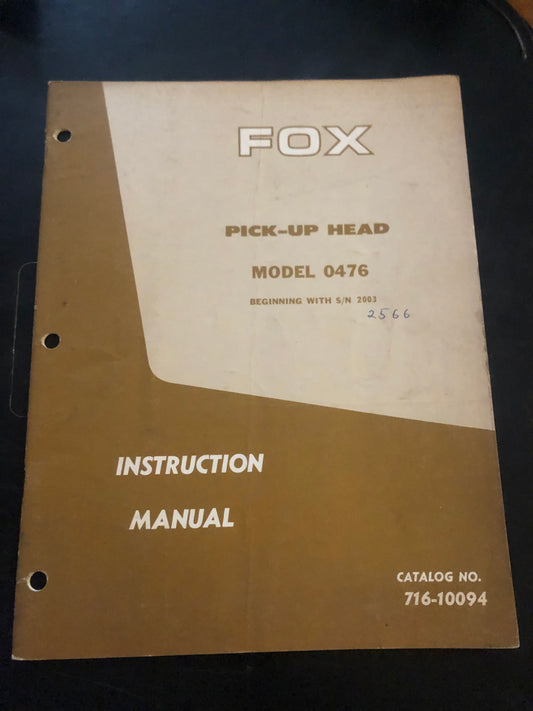 FOX
PICK-UP HEAD
MODEL 0476
BEGINNING WITH S/N 2003
2566
INSTRUCTION
MANUAL
CATALOG NO.
716-10094